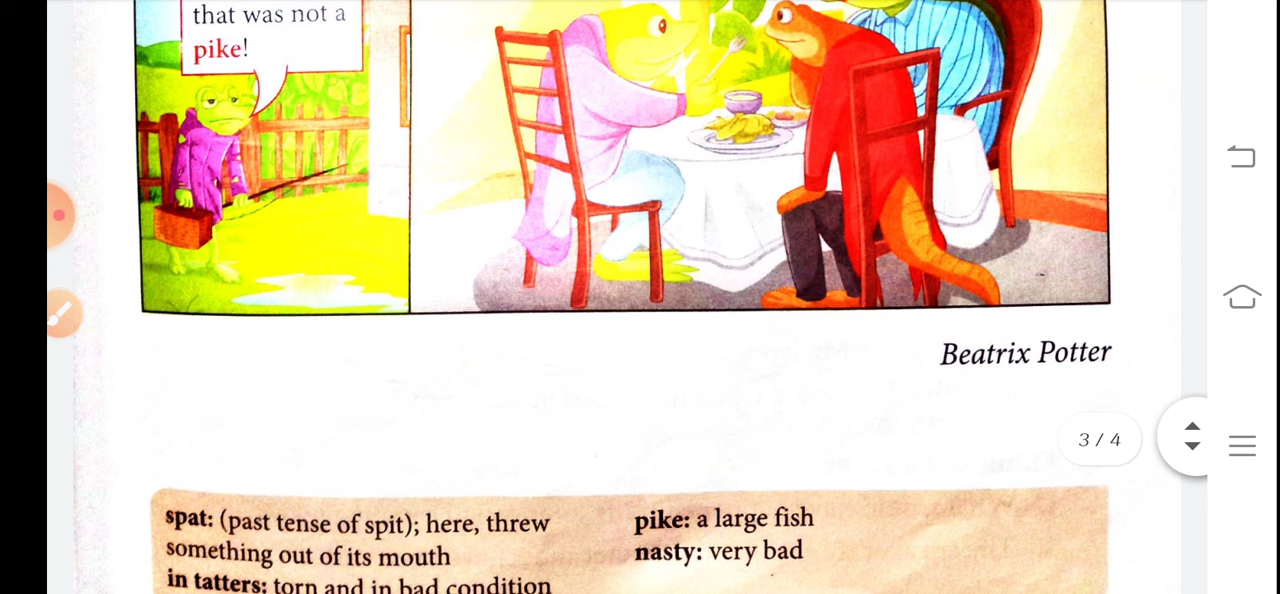 that was not a
pike!
Beatrix Potter
3 / 4
spat: (past tense of spit); here, threw
something out of its mouth
in tatters: torn and in bad condition
pike: a large fish
nasty: very bad